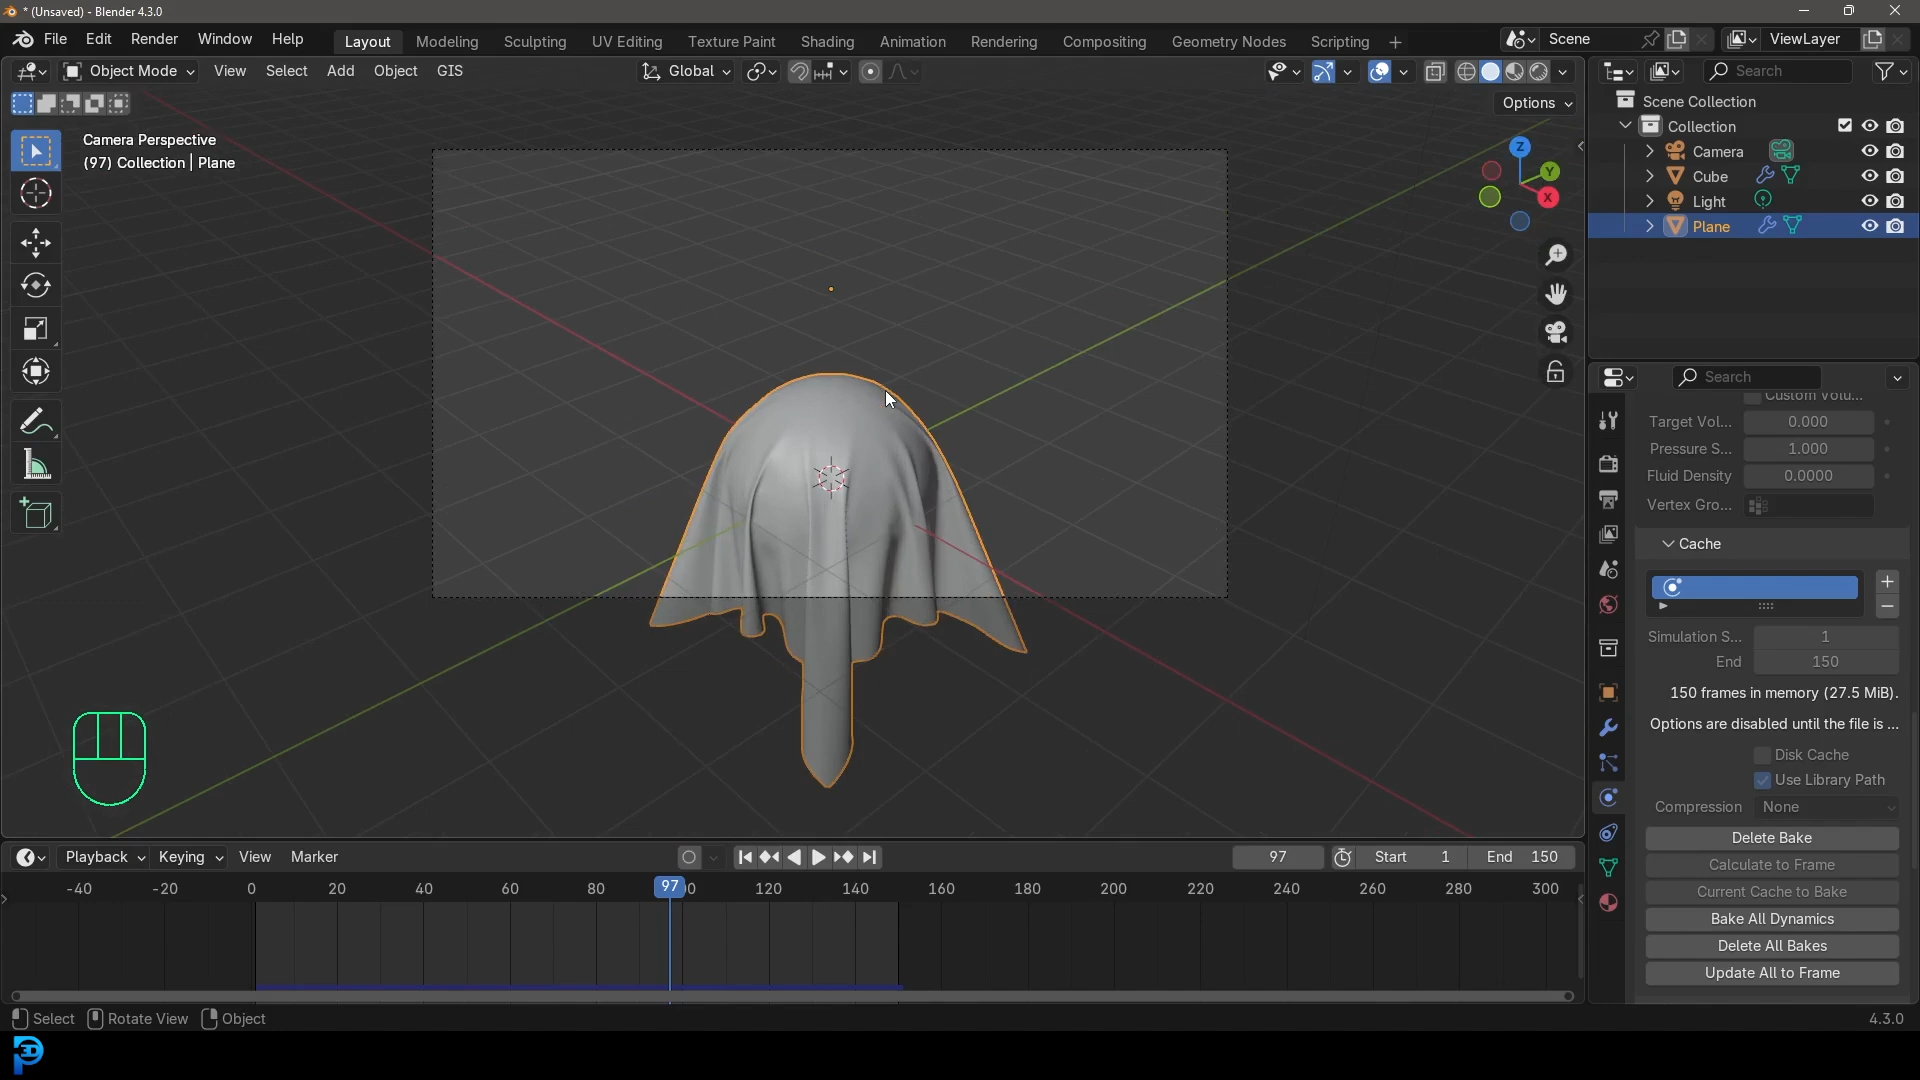 * (Unsaved) - Blender 4.3.0
File Edit Render Window Help
Layout Modeling Sculpting UV Editing Texture Paint Shading Animation Rendering Compositing Geometry Nodes Scripting +
Scene
ViewLayer
Object Mode View Select Add Object GIS
Global
Search
Options
Scene Collection
Collection
Camera
Cube
Light
Plane
Camera Perspective
(97) Collection | Plane
Z
Y
X
Search
Custom Volu...
Target Vol... 0.000
Pressure S... 1.000
Fluid Density 0.0000
Vertex Gro...
Cache
Simulation S... 1
End 150
150 frames in memory (27.5 MiB).
Options are disabled until the file is ...
Disk Cache
Use Library Path
Compression None
Delete Bake
Calculate to Frame
Current Cache to Bake
Bake All Dynamics
Delete All Bakes
Update All to Frame
Playback Keying View Marker
97 Start 1 End 150
-40 -20 0 20 40 60 80 97 120 140 160 180 200 220 240 260 280 300
Select Rotate View Object
4.3.0